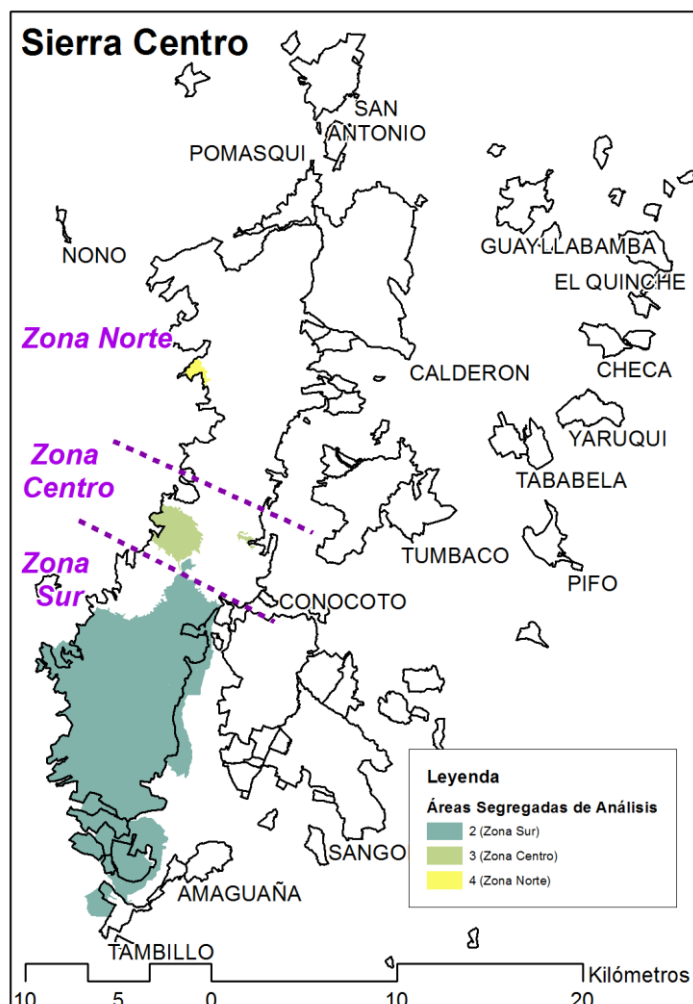 Sierra Centro
SAN
ANTONIO
POMASQUI
NONO
GUAYLLABAMBA
EL QUINCHE
Zona Norte
CALDERON
CHECA
YARUQUI
Zona
Centro
TABABELA
TUMBACO
Zona
Sur
PIFO
CONOCOTO
Leyenda
Áreas Segregadas de Análisis
2 (Zona Sur)
3 (Zona Centro)
4 (Zona Norte)
SANGOL
AMAGUAÑA
TAMBILLO
Kilómetros
10 5 0 10 20